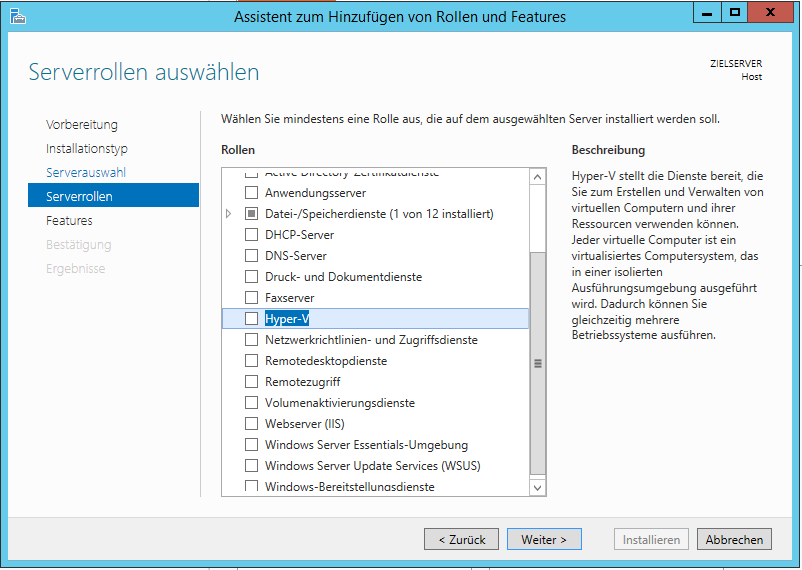 Assistent zum Hinzufügen von Rollen und Features
Serverrollen auswählen
ZIELSERVER
Host
Vorbereitung
Installationstyp
Serverauswahl
Serverrollen
Features
Bestätigung
Ergebnisse
Wählen Sie mindestens eine Rolle aus, die auf dem ausgewählten Server installiert werden soll.
Rollen
Active Directory-Zertifikatdienste
Anwendungsserver
Datei-/Speicherdienste (1 von 12 installiert)
DHCP-Server
DNS-Server
Druck- und Dokumentdienste
Faxserver
Hyper-V
Netzwerkrichtlinien- und Zugriffsdienste
Remotedesktopdienste
Remotezugriff
Volumenaktivierungsdienste
Webserver (IIS)
Windows Server Essentials-Umgebung
Windows Server Update Services (WSUS)
Windows-Bereitstellungsdienste
Beschreibung
Hyper-V stellt die Dienste bereit, die
Sie zum Erstellen und Verwalten von
virtuellen Computern und ihrer
Ressourcen verwenden können.
Jeder virtuelle Computer ist ein
virtualisiertes Computersystem, das
in einer isolierten
Ausführungsumgebung ausgeführt
wird. Dadurch können Sie
gleichzeitig mehrere
Betriebssysteme ausführen.
< Zurück
Weiter >
Installieren
Abbrechen